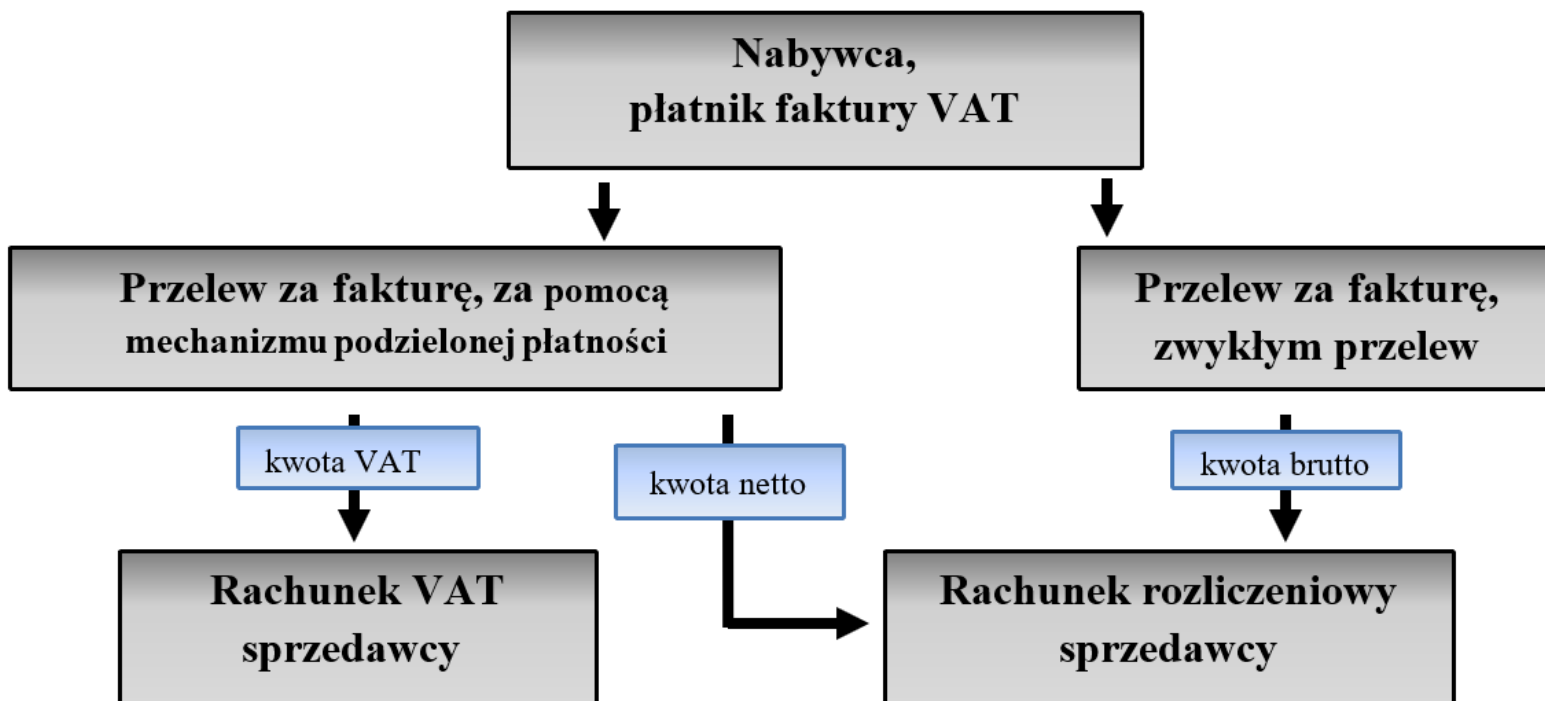 Nabywca,
płatnik faktury VAT
Przelew za fakturę, za pomocą
mechanizmu podzielonej płatności
Przelew za fakturę,
zwykłym przelew
kwota VAT
kwota netto
kwota brutto
Rachunek VAT
sprzedawcy
Rachunek rozliczeniowy
sprzedawcy